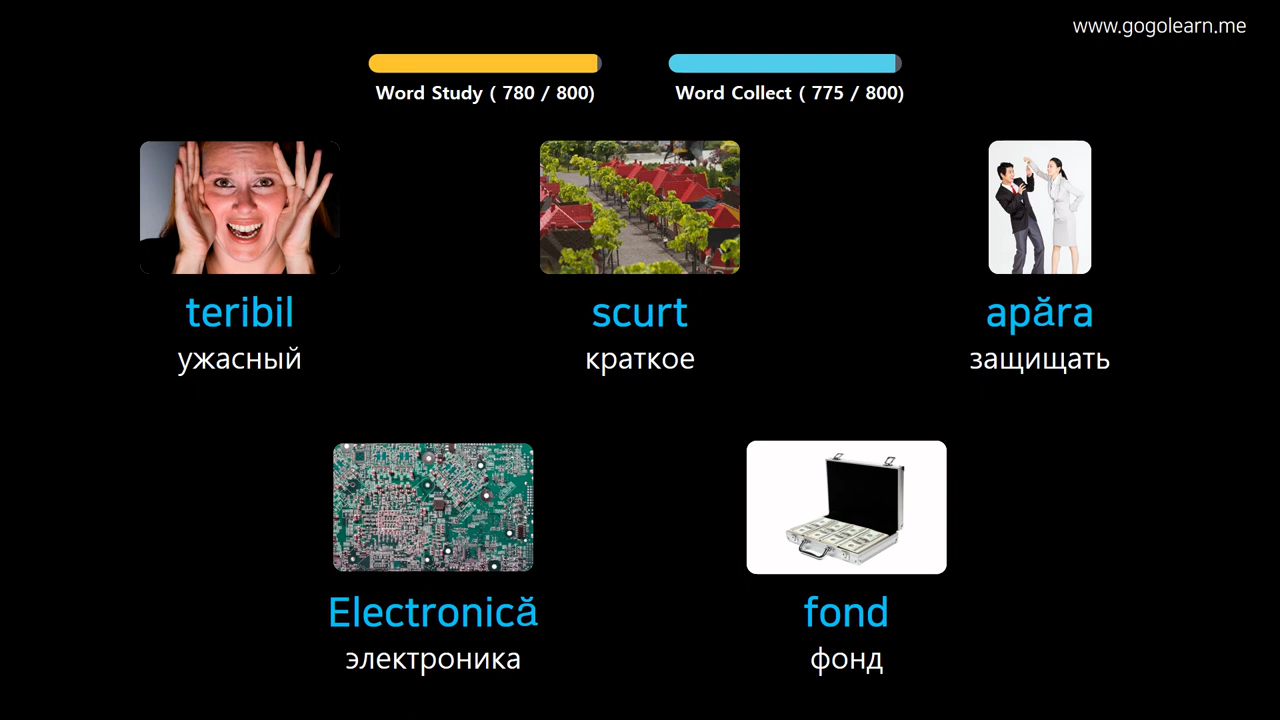 www.gogolearn.me
Word Study ( 780 / 800)
Word Collect ( 775 / 800)
teribil
scurt
apăra
ужасный
краткое
защищать
Electronică
fond
электроника
фонд